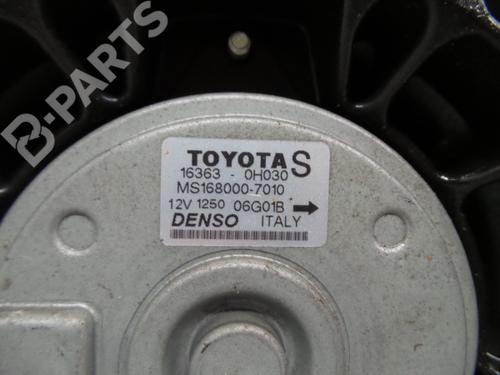 B-PARTS
TOYOTA S
16363 - 0H030
MS168000-7010
12V 1250 06G01B
DENSO ITALY